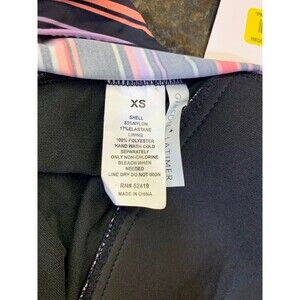 XS
SHELL
83%NYLON
17%ELASTANE
LINING
100% POLYESTER
HAND WASH COLD
SEPARATELY
ONLY NON-CHLORINE
BLEACH WHEN
NEEDED
LINE DRY DO NOT IRON
RN# 52419
MADE IN CHINA
LATIMER